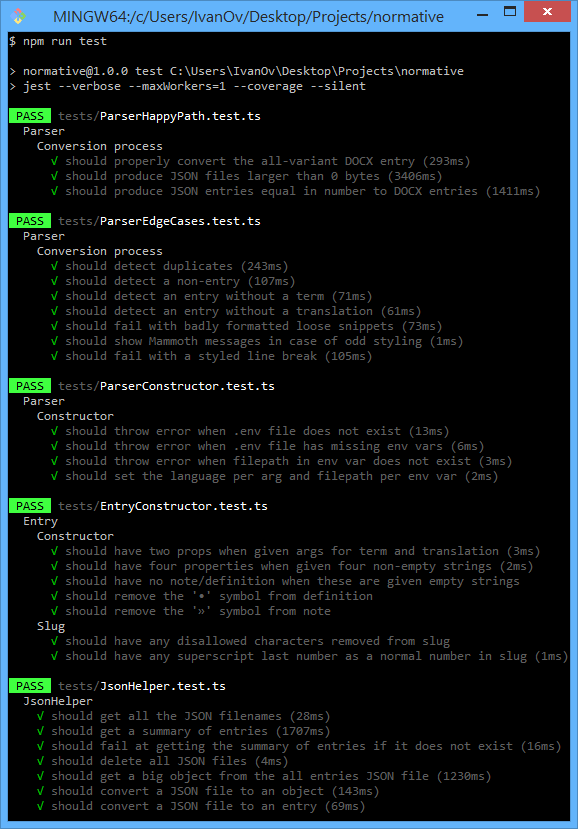 MINGW64:/c/Users/IvanOv/Desktop/Projects/normative
$ npm run test
> normative@1.0.0 test C:\Users\IvanOv\Desktop\Projects\normative
> jest --verbose --maxWorkers=1 --coverage --silent
PASS tests/ParserHappyPath.test.ts
Parser
Conversion process
√ should properly convert the all-variant DOCX entry (293ms)
√ should produce JSON files larger than 0 bytes (3406ms)
√ should produce JSON entries equal in number to DOCX entries (1411ms)
PASS tests/ParserEdgeCases.test.ts
Parser
Conversion process
√ should detect duplicates (243ms)
√ should detect a non-entry (107ms)
√ should detect an entry without a term (71ms)
√ should detect an entry without a translation (61ms)
√ should fail with badly formatted loose snippets (73ms)
√ should show Mammoth messages in case of odd styling (1ms)
√ should fail with a styled line break (105ms)
PASS tests/ParserConstructor.test.ts
Parser
Constructor
√ should throw error when .env file does not exist (13ms)
√ should throw error when .env file has missing env vars (6ms)
√ should throw error when filepath in env var does not exist (3ms)
√ should set the language per arg and filepath per env var (2ms)
PASS tests/EntryConstructor.test.ts
Entry
Constructor
√ should have two props when given args for term and translation (3ms)
√ should have four properties when given four non-empty strings (2ms)
√ should have no note/definition when these are given empty strings
√ should remove the '•' symbol from definition
√ should remove the '»' symbol from note
Slug
√ should have any disallowed characters removed from slug
√ should have any superscript last number as a normal number in slug (1ms)
PASS tests/JsonHelper.test.ts
JsonHelper
√ should get all the JSON filenames (28ms)
√ should get a summary of entries (1707ms)
√ should fail at getting the summary of entries if it does not exist (16ms)
√ should delete all JSON files (4ms)
√ should get a big object from the all entries JSON file (1230ms)
√ should convert a JSON file to an object (143ms)
√ should convert a JSON file to an entry (69ms)